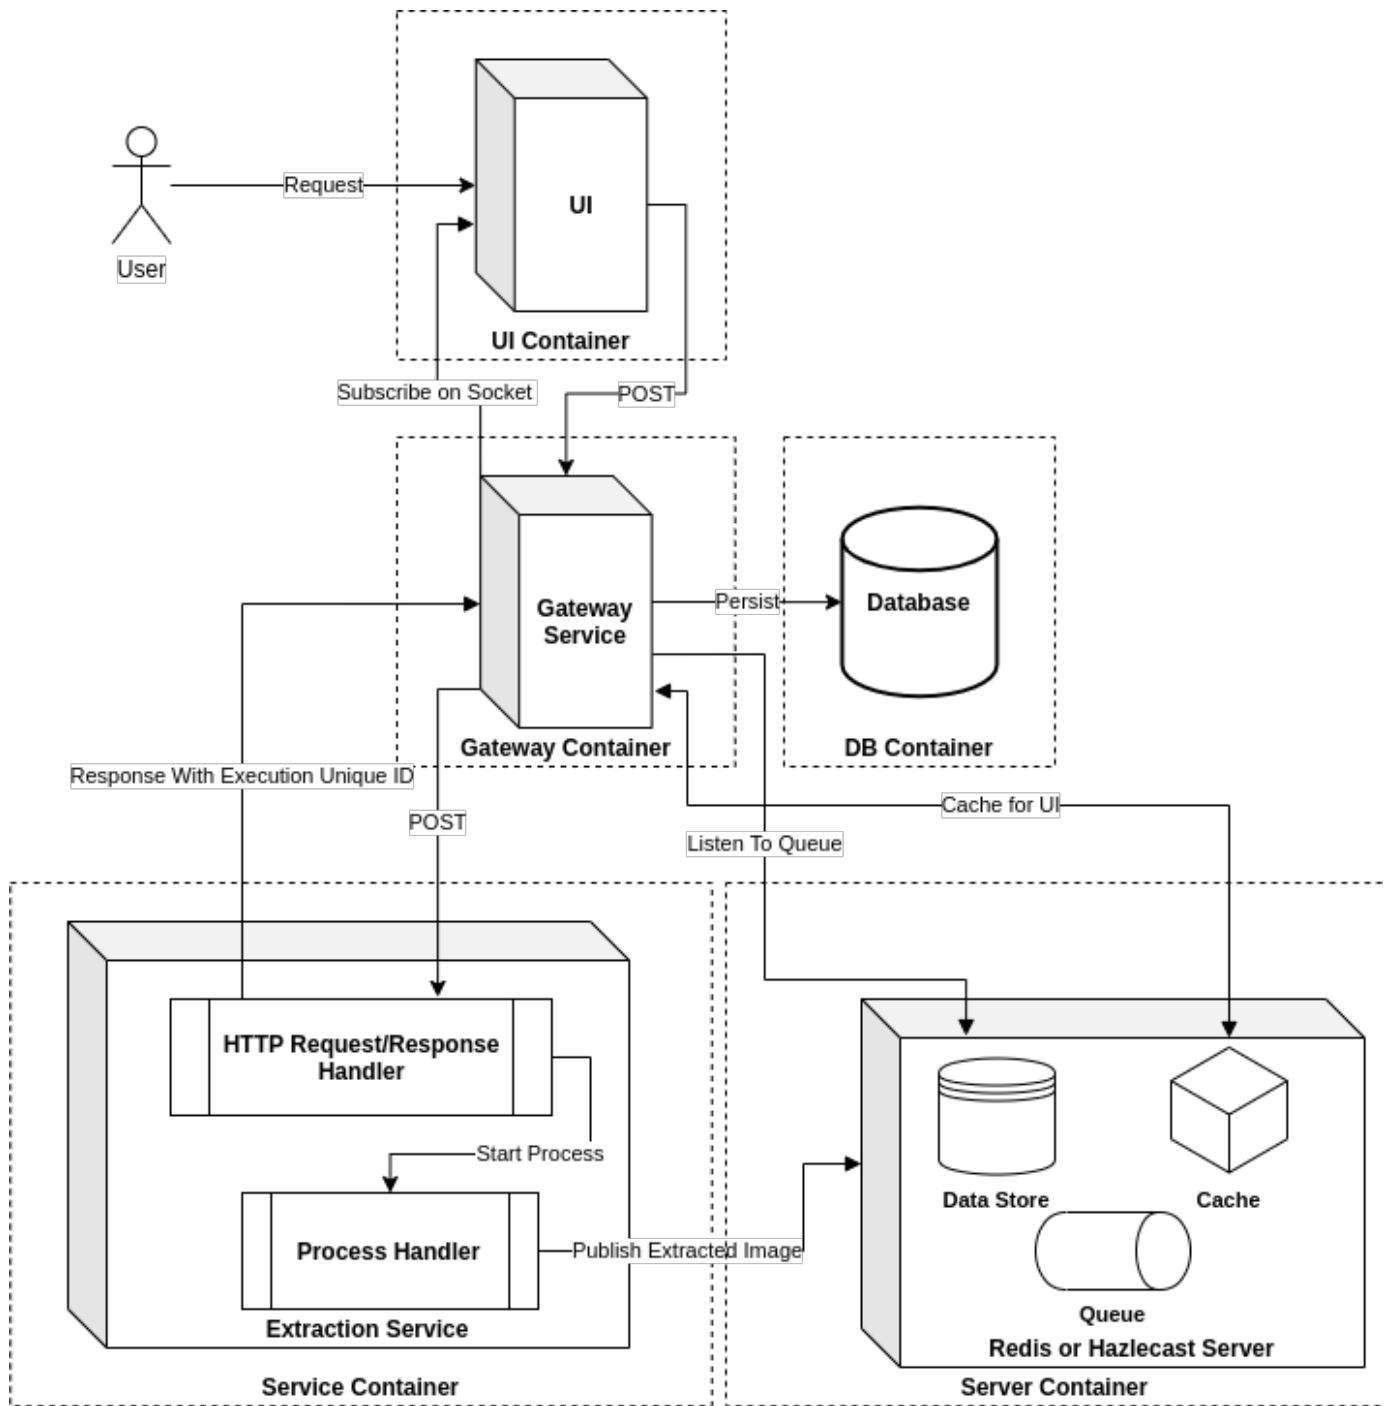 Request
UI
User
UI Container
Subscribe on Socket
POST
Gateway
Service
Persist
Database
Gateway Container
DB Container
Response With Execution Unique ID
Cache for UI
POST
Listen To Queue
HTTP Request/Response
Handler
Start Process
Data Store
Cache
Process Handler
Publish Extracted Image
Queue
Extraction Service
Redis or Hazlecast Server
Service Container
Server Container